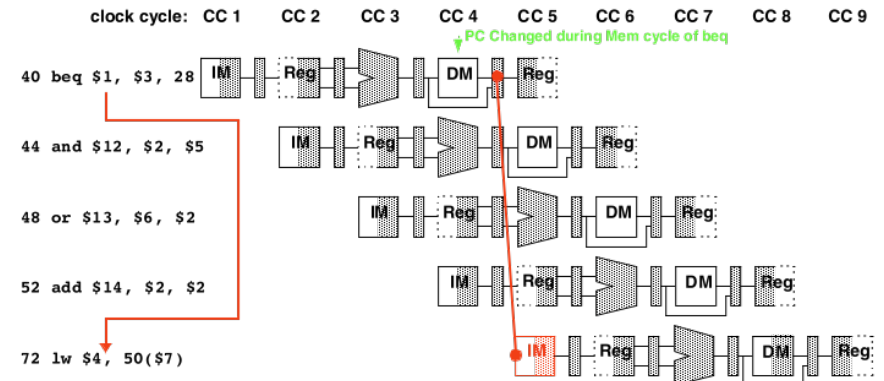 clock cycle: CC 1 CC 2 CC 3 CC 4 CC 5 CC 6 CC 7 CC 8 CC 9
PC Changed during Mem cycle of beq
40 beq $1, $3, 28 IM Reg DM Reg
44 and $12, $2, $5 IM Reg DM Reg
48 or $13, $6, $2 IM Reg DM Reg
52 add $14, $2, $2 IM Reg DM Reg
72 lw $4, 50($7) IM Reg DM Reg